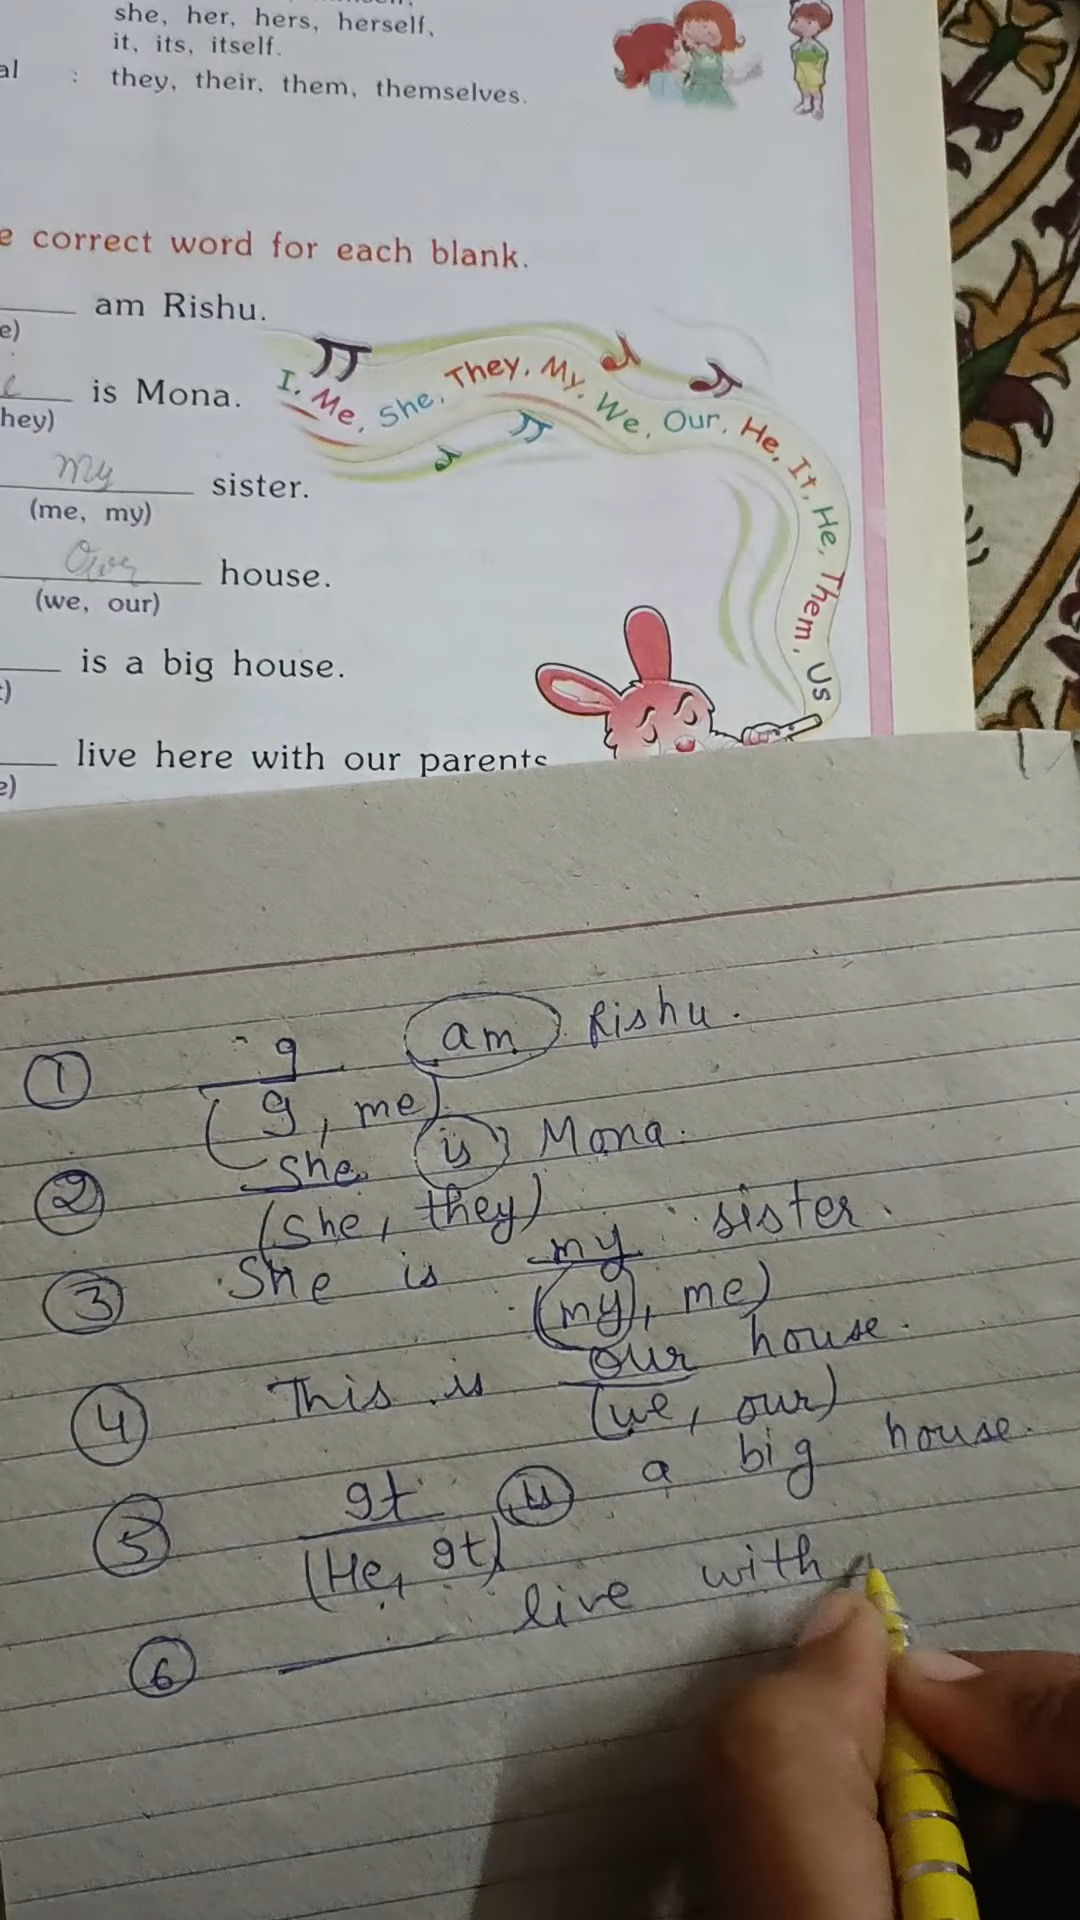 she, her, hers, herself,
it, its, itself.
al : they, their, them, themselves.
e correct word for each blank.
am Rishu.
e)
is Mona.
hey)
I, Me, She, They, My, We, Our, He, It, He, Them, Us
my sister.
(me, my)
house.
(we, our)
is a big house.
live here with our parents
e)
1 I am Rishu.
(I, me)
2 She is Mona.
(She, they)
3 She is my sister.
(my, me)
4 This is our house.
(we, our)
5 It is a big house.
(He, It)
6 live with